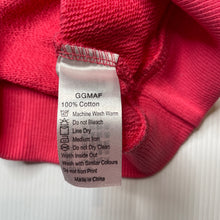 GGMAF
100% Cotton
Machine Wash Warm
Do not Bleach
Line Dry
Medium Iron
Do not Dry Clean
Wash Inside Out
Wash with Similar Colours
Do not Iron Print
Made in China